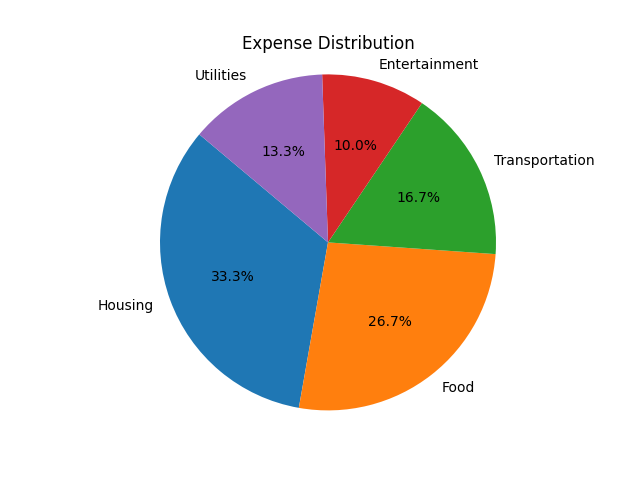 Expense Distribution
Entertainment
Utilities
10.0%
13.3%
Transportation
16.7%
33.3%
Housing
26.7%
Food